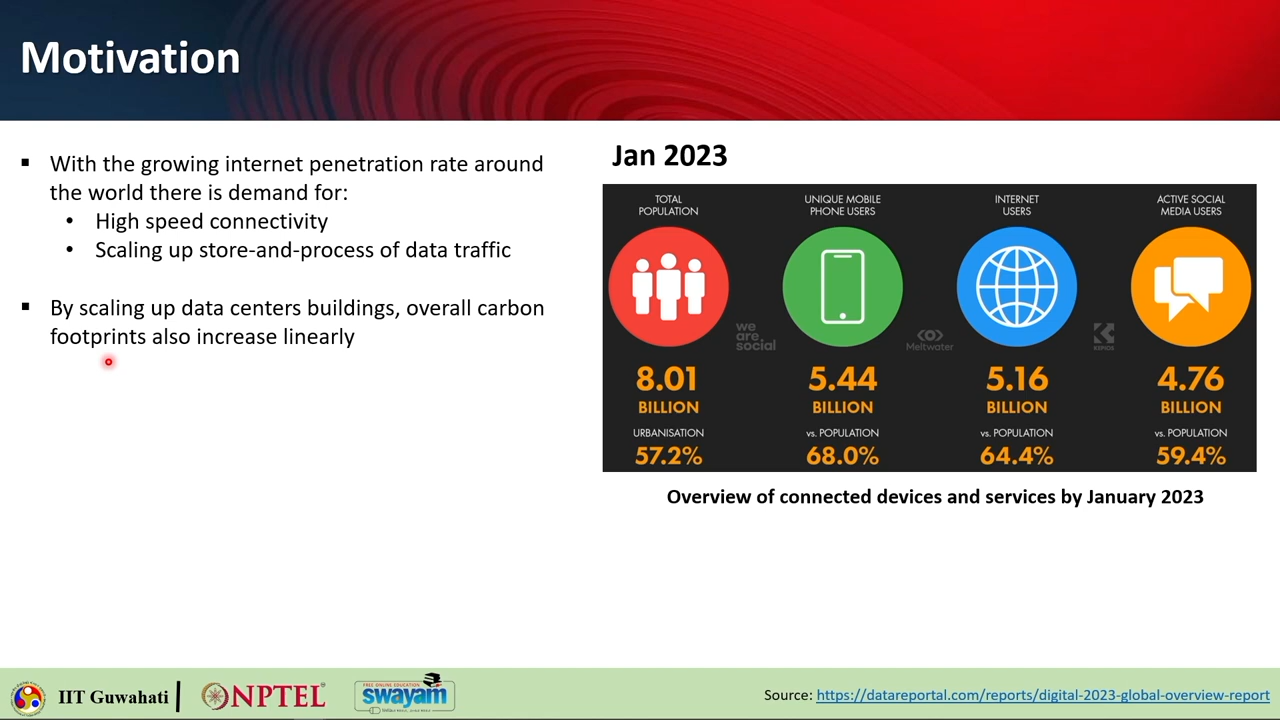 Motivation
▪ With the growing internet penetration rate around
the world there is demand for:
• High speed connectivity
• Scaling up store-and-process of data traffic
▪ By scaling up data centers buildings, overall carbon
footprints also increase linearly
Jan 2023
TOTAL
POPULATION
UNIQUE MOBILE
PHONE USERS
INTERNET
USERS
ACTIVE SOCIAL
MEDIA USERS
we
are
social
Meltwater
KEPIOS
8.01
BILLION
URBANISATION
57.2%
5.44
BILLION
vs. POPULATION
68.0%
5.16
BILLION
vs. POPULATION
64.4%
4.76
BILLION
vs. POPULATION
59.4%
Overview of connected devices and services by January 2023
IIT Guwahati
NPTEL
FREE ONLINE EDUCATION
swayam
Source: https://datareportal.com/reports/digital-2023-global-overview-report